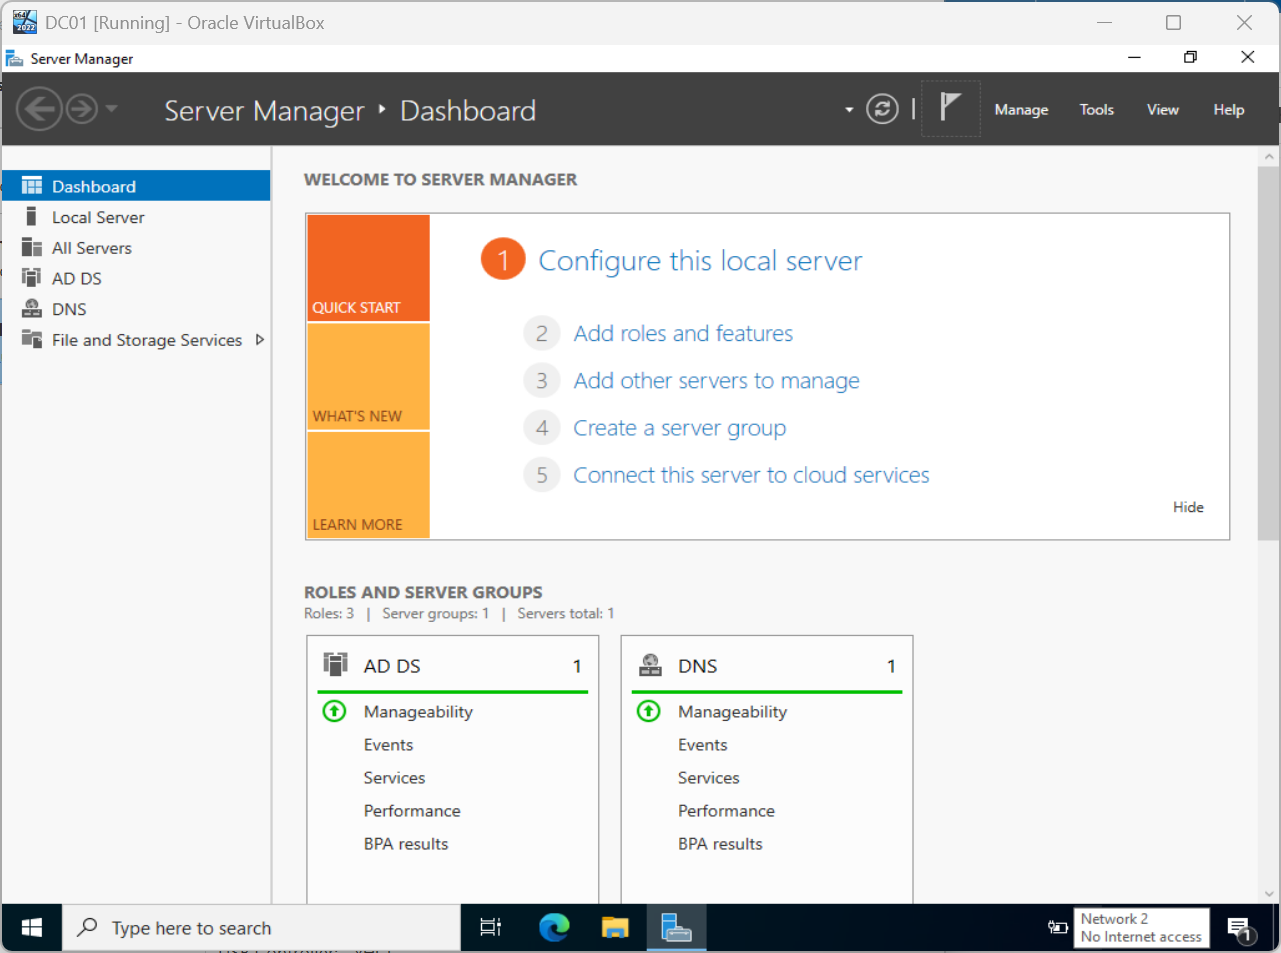 DC01 [Running] - Oracle VirtualBox
Server Manager
Server Manager ‣ Dashboard
Manage
Tools
View
Help
Dashboard
Local Server
All Servers
AD DS
DNS
File and Storage Services
WELCOME TO SERVER MANAGER
QUICK START
WHAT'S NEW
LEARN MORE
1 Configure this local server
2 Add roles and features
3 Add other servers to manage
4 Create a server group
5 Connect this server to cloud services
Hide
ROLES AND SERVER GROUPS
Roles: 3 | Server groups: 1 | Servers total: 1
AD DS 1
Manageability
Events
Services
Performance
BPA results
DNS 1
Manageability
Events
Services
Performance
BPA results
Type here to search
Network 2
No Internet access
1